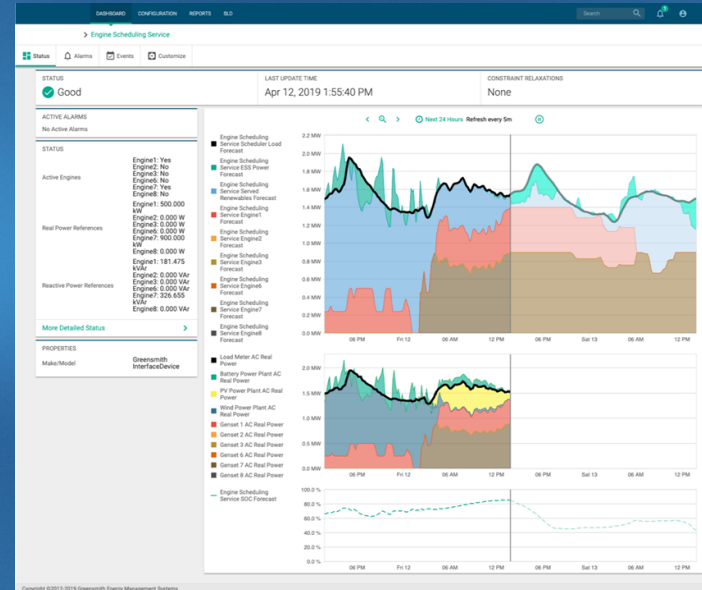 DASHBOARD CONFIGURATION REPORTS SLD Search 5
> Engine Scheduling Service
Status Alarms Events Customize
STATUS
Good
LAST UPDATE TIME
Apr 12, 2019 1:55:40 PM
CONSTRAINT RELAXATIONS
None
ACTIVE ALARMS
No Active Alarms
STATUS
Active Engines
Engine1: Yes
Engine2: No
Engine3: No
Engine6: No
Engine7: Yes
Engine8: No
Real Power References
Engine1: 500.000
kW
Engine2: 0.000 W
Engine3: 0.000 W
Engine6: 0.000 W
Engine7: 900.000
kW
Engine8: 0.000 W
Reactive Power References
Engine1: 181.475
kVAr
Engine2: 0.000 VAr
Engine3: 0.000 VAr
Engine6: 0.000 VAr
Engine7: 326.655
kVAr
Engine8: 0.000 VAr
More Detailed Status >
PROPERTIES
Make/Model
Greensmith
InterfaceDevice
< > Next 24 Hours Refresh every 5m
Engine Scheduling
Service Scheduler Load
Forecast
Engine Scheduling
Service ESS Power
Forecast
Engine Scheduling
Service Served
Renewables Forecast
Engine Scheduling
Service Engine1
Forecast
Engine Scheduling
Service Engine2
Forecast
Engine Scheduling
Service Engine3
Forecast
Engine Scheduling
Service Engine6
Forecast
Engine Scheduling
Service Engine7
Forecast
Engine Scheduling
Service Engine8
Forecast
2.2 MW
2.0 MW
1.8 MW
1.6 MW
1.4 MW
1.2 MW
1.0 MW
0.8 MW
0.6 MW
0.4 MW
0.2 MW
0.0 MW
06 PM Fri 12 06 AM 12 PM 06 PM Sat 13 06 AM 12 PM
Load Meter AC Real
Power
Battery Power Plant AC
Real Power
PV Power Plant AC Real
Power
Wind Power Plant AC
Real Power
Genset 1 AC Real Power
Genset 2 AC Real Power
Genset 3 AC Real Power
Genset 6 AC Real Power
Genset 7 AC Real Power
Genset 8 AC Real Power
2.0 MW
1.5 MW
1.0 MW
0.5 MW
0.0 MW
06 PM Fri 12 06 AM 12 PM 06 PM Sat 13 06 AM 12 PM
Engine Scheduling
Service SOC Forecast
100.0 %
80.0 %
60.0 %
40.0 %
20.0 %
0.0 %
06 PM Fri 12 06 AM 12 PM 06 PM Sat 13 06 AM 12 PM
Copyright ©2012-2019 Greensmith Energy Management Systems